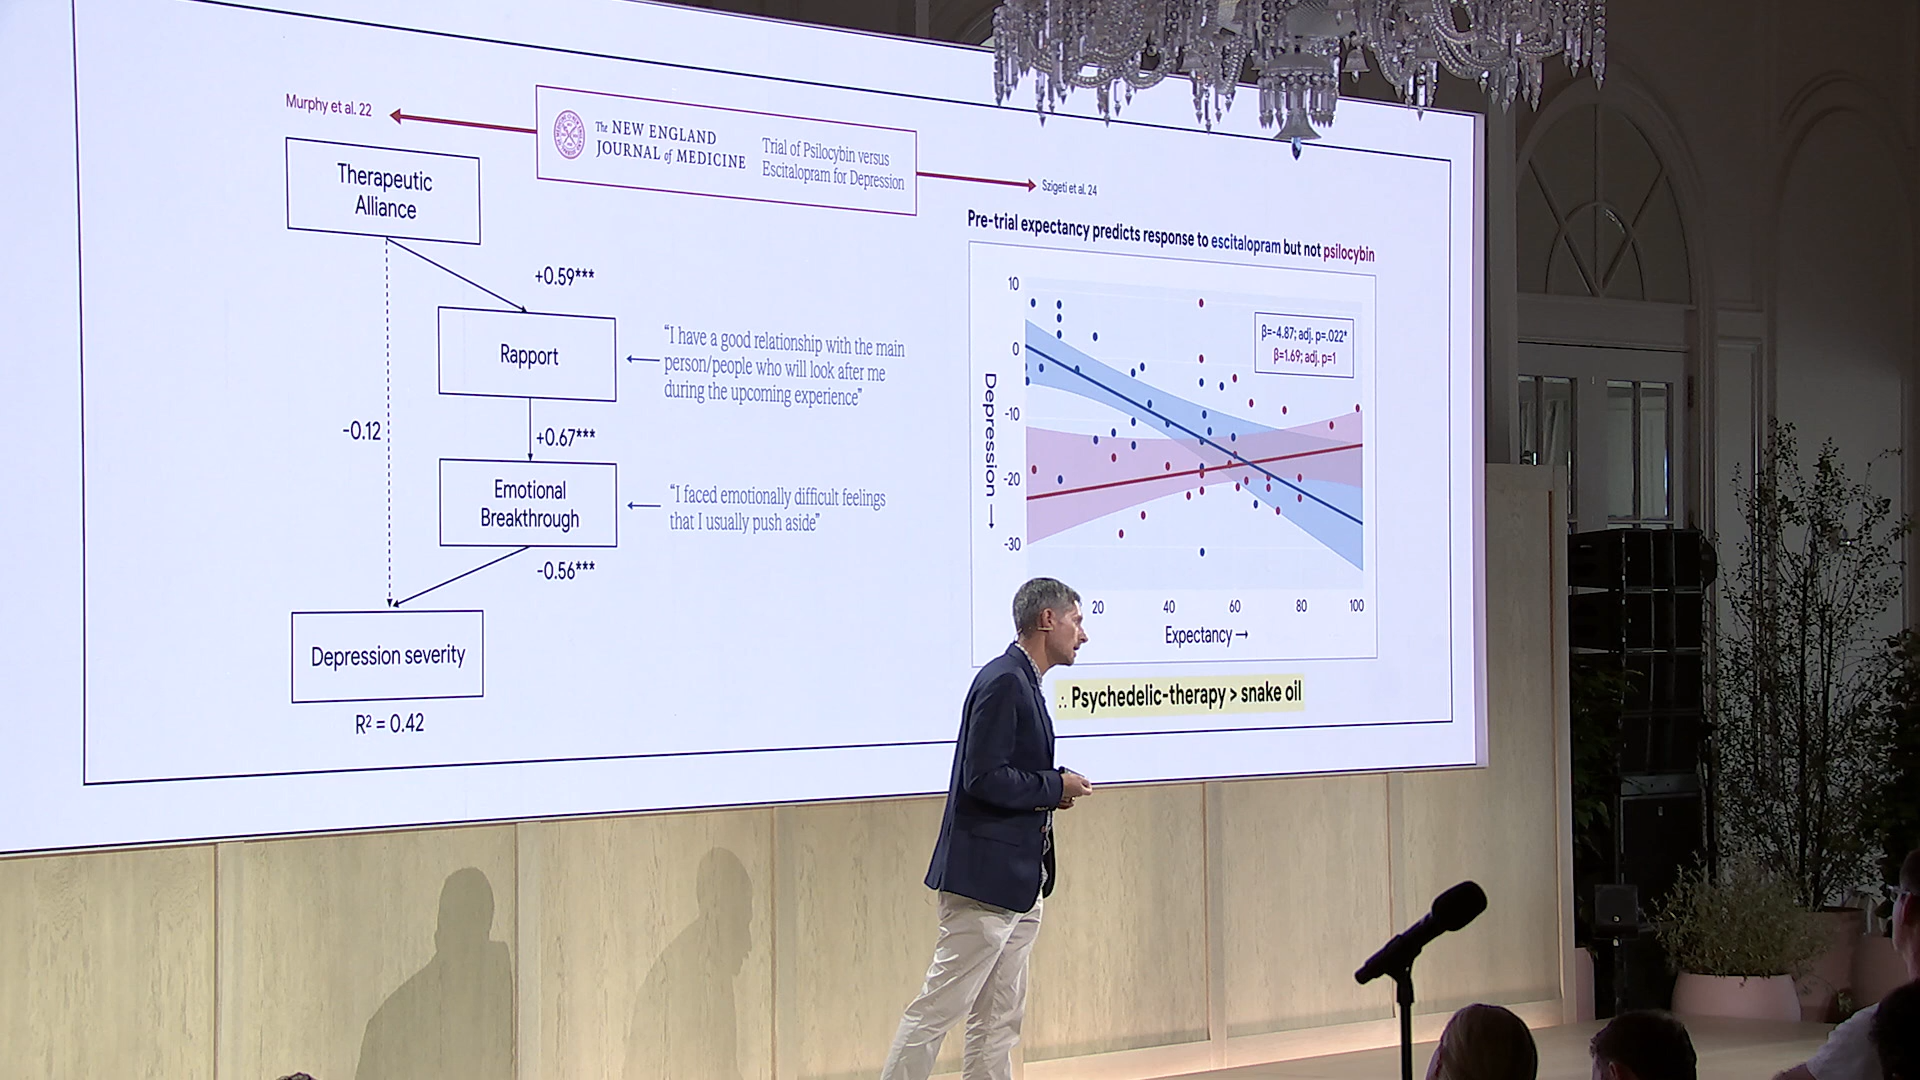 Murphy et al. 22
The NEW ENGLAND
JOURNAL of MEDICINE
Trial of Psilocybin versus
Escitalopram for Depression
Szigeti et al. 24
Therapeutic
Alliance
+0.59***
Rapport
"I have a good relationship with the main
person/people who will look after me
during the upcoming experience"
-0.12
+0.67***
Emotional
Breakthrough
"I faced emotionally difficult feelings
that I usually push aside"
-0.56***
Depression severity
R² = 0.42
Pre-trial expectancy predicts response to escitalopram but not psilocybin
10
0
-10
-20
-30
Depression →
β=-4.87; adj. p=.022*
β=1.69; adj. p=1
20
40
60
80
100
Expectancy →
∴ Psychedelic-therapy > snake oil